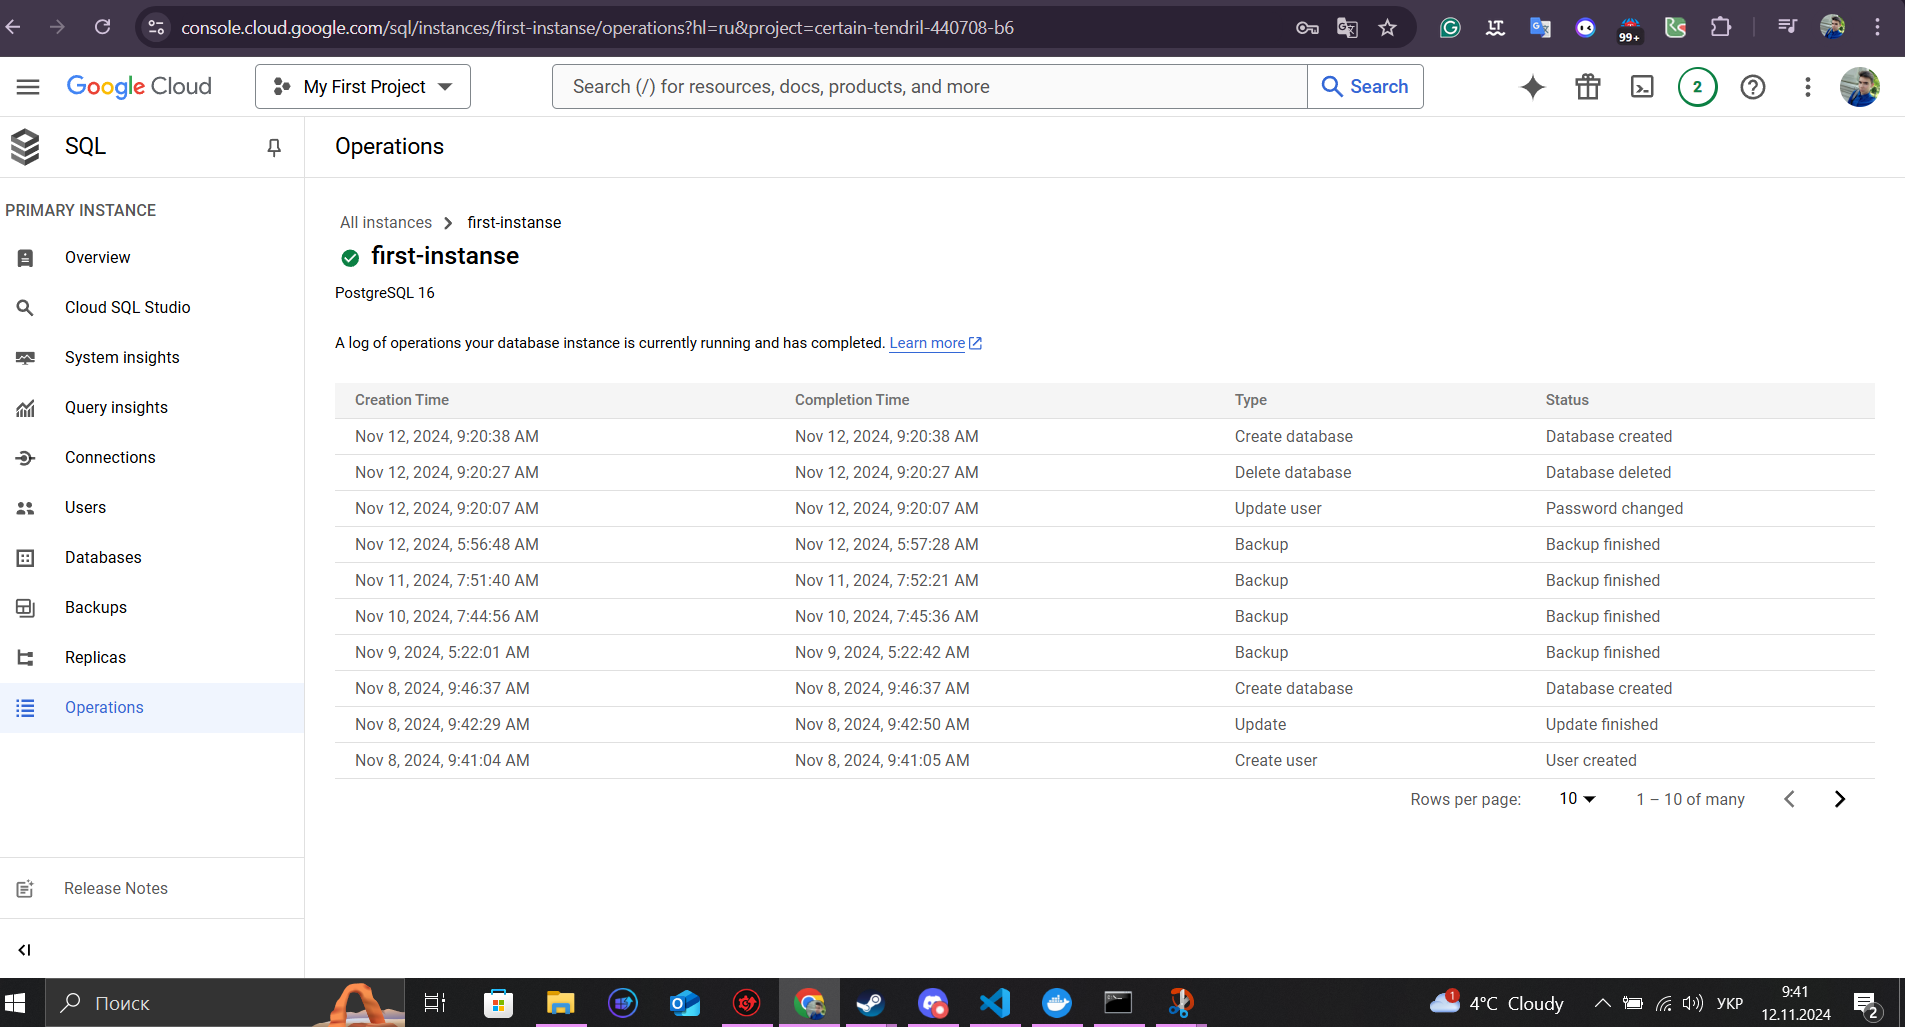 console.cloud.google.com/sql/instances/first-instanse/operations?hl=ru&project=certain-tendril-440708-b6
99+
Google Cloud
My First Project
Search (/) for resources, docs, products, and more
Search
2
SQL
Operations
PRIMARY INSTANCE
Overview
Cloud SQL Studio
System insights
Query insights
Connections
Users
Databases
Backups
Replicas
Operations
Release Notes
All instances > first-instanse
first-instanse
PostgreSQL 16
A log of operations your database instance is currently running and has completed. Learn more
Creation Time Completion Time Type Status
Nov 12, 2024, 9:20:38 AM Nov 12, 2024, 9:20:38 AM Create database Database created
Nov 12, 2024, 9:20:27 AM Nov 12, 2024, 9:20:27 AM Delete database Database deleted
Nov 12, 2024, 9:20:07 AM Nov 12, 2024, 9:20:07 AM Update user Password changed
Nov 12, 2024, 5:56:48 AM Nov 12, 2024, 5:57:28 AM Backup Backup finished
Nov 11, 2024, 7:51:40 AM Nov 11, 2024, 7:52:21 AM Backup Backup finished
Nov 10, 2024, 7:44:56 AM Nov 10, 2024, 7:45:36 AM Backup Backup finished
Nov 9, 2024, 5:22:01 AM Nov 9, 2024, 5:22:42 AM Backup Backup finished
Nov 8, 2024, 9:46:37 AM Nov 8, 2024, 9:46:37 AM Create database Database created
Nov 8, 2024, 9:42:29 AM Nov 8, 2024, 9:42:50 AM Update Update finished
Nov 8, 2024, 9:41:04 AM Nov 8, 2024, 9:41:05 AM Create user User created
Rows per page: 10 1 – 10 of many
Поиск
1
4°C Cloudy
УКР
9:41
12.11.2024
2